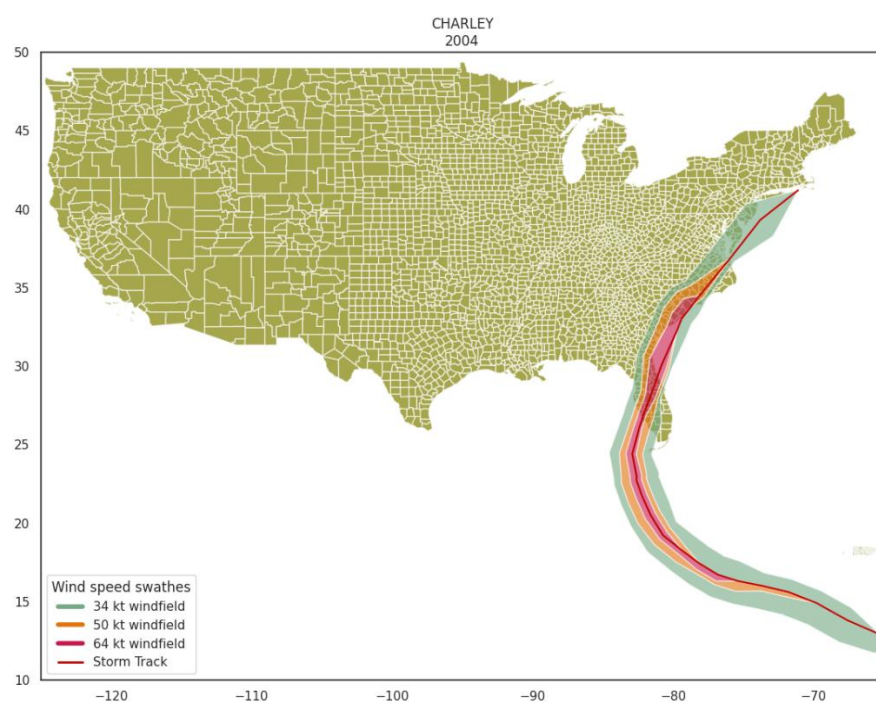 CHARLEY
2004
50
45
40
35
30
25
20
15
10
Wind speed swathes
34 kt windfield
50 kt windfield
64 kt windfield
Storm Track
−120
−110
−100
−90
−80
−70